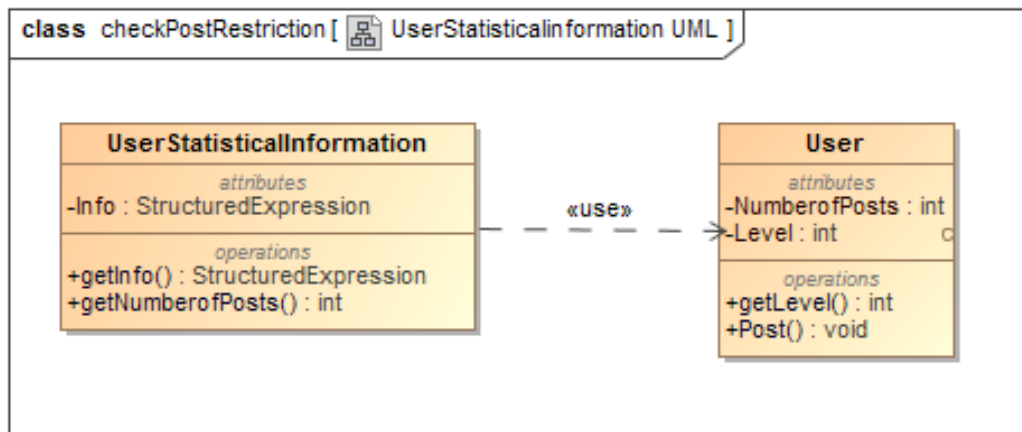 class checkPostRestriction [ UserStatisticalinformation UML ]
UserStatisticalInformation
attributes
-Info : StructuredExpression
operations
+getInfo() : StructuredExpression
+getNumberofPosts() : int
«use»
User
attributes
-NumberofPosts : int
-Level : int
operations
+getLevel() : int
+Post() : void